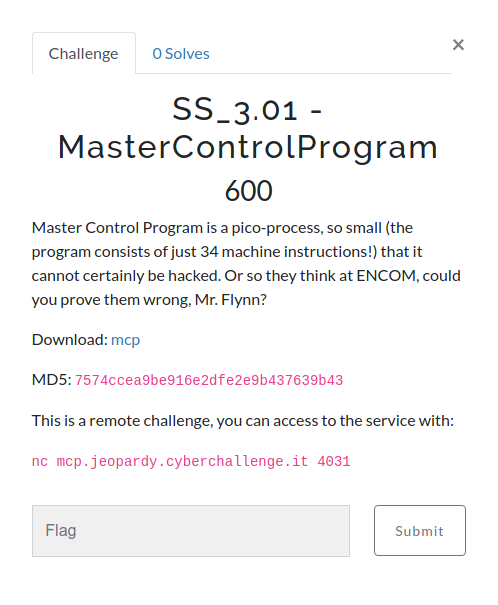 Challenge
0 Solves
×
SS_3.01 -
MasterControlProgram
600
Master Control Program is a pico-process, so small (the
program consists of just 34 machine instructions!) that it
cannot certainly be hacked. Or so they think at ENCOM, could
you prove them wrong, Mr. Flynn?
Download: mcp
MD5: 7574ccea9be916e2dfe2e9b437639b43
This is a remote challenge, you can access to the service with:
nc mcp.jeopardy.cyberchallenge.it 4031
Flag
Submit